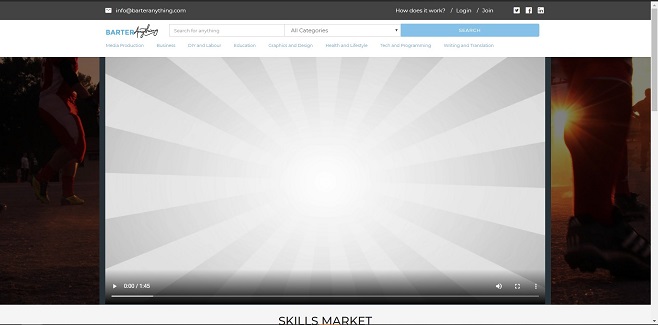 info@barteranything.com
How does it work? / Login / Join
BARTER Anything
Search for anything
All Categories
SEARCH
Media Production Business DIY and Labour Education Graphics and Design Health and Lifestyle Tech and Programming Writing and Translation
0:00 / 1:45
SKILLS MARKET